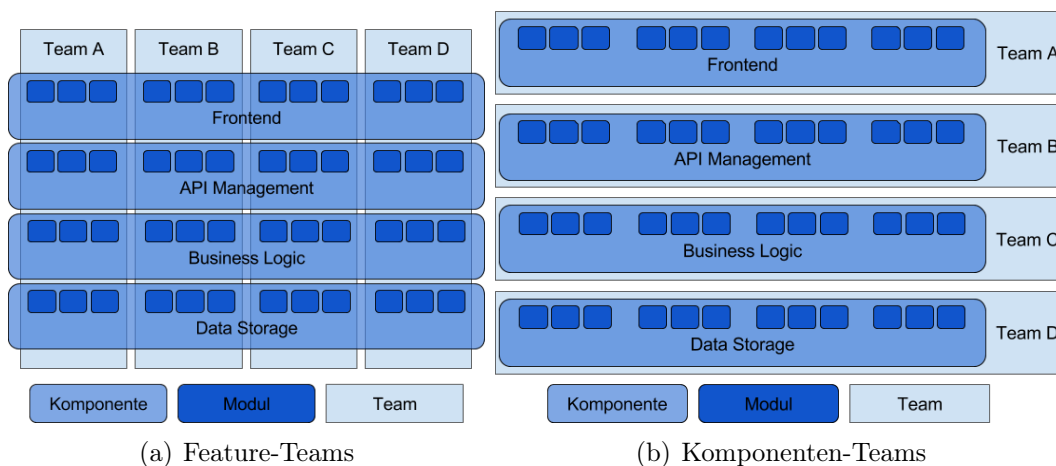 Team A
Team B
Team C
Team D
Frontend
API Management
Business Logic
Data Storage
Komponente
Modul
Team
(a) Feature-Teams
Frontend
Team A
API Management
Team B
Business Logic
Team C
Data Storage
Team D
Komponente
Modul
Team
(b) Komponenten-Teams